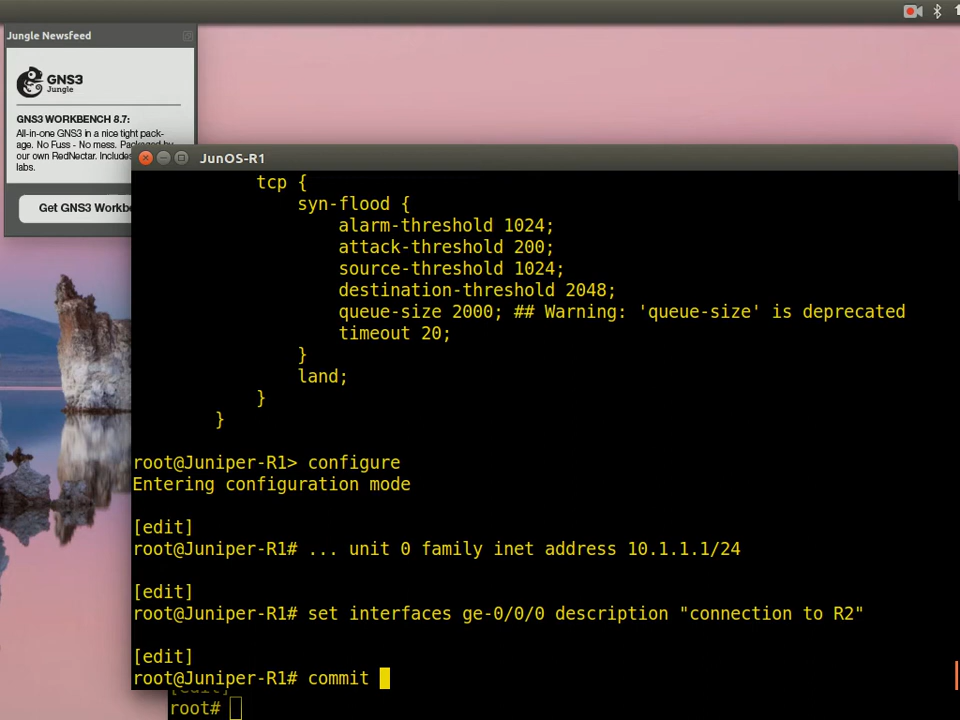 Jungle Newsfeed
GNS3
Jungle
GNS3 WORKBENCH 8.7:
All-in-one GNS3 in a nice tight pack-
age. No Fuss - No mess. Packaged by
our own RedNectar. Includes
labs.
Get GNS3
JunOS-R1
tcp {
syn-flood {
alarm-threshold 1024;
attack-threshold 200;
source-threshold 1024;
destination-threshold 2048;
queue-size 2000; ## Warning: 'queue-size' is deprecated
timeout 20;
}
land;
}
}
root@Juniper-R1> configure
Entering configuration mode
[edit]
root@Juniper-R1# ... unit 0 family inet address 10.1.1.1/24
[edit]
root@Juniper-R1# set interfaces ge-0/0/0 description "connection to R2"
[edit]
root@Juniper-R1# commit
[edit]
root#